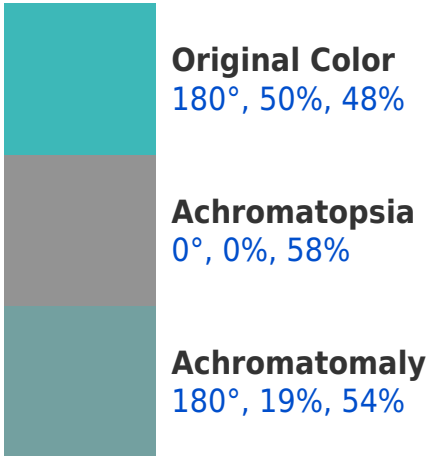 Original Color
180°, 50%, 48%
Achromatopsia
0°, 0%, 58%
Achromatomaly
180°, 19%, 54%